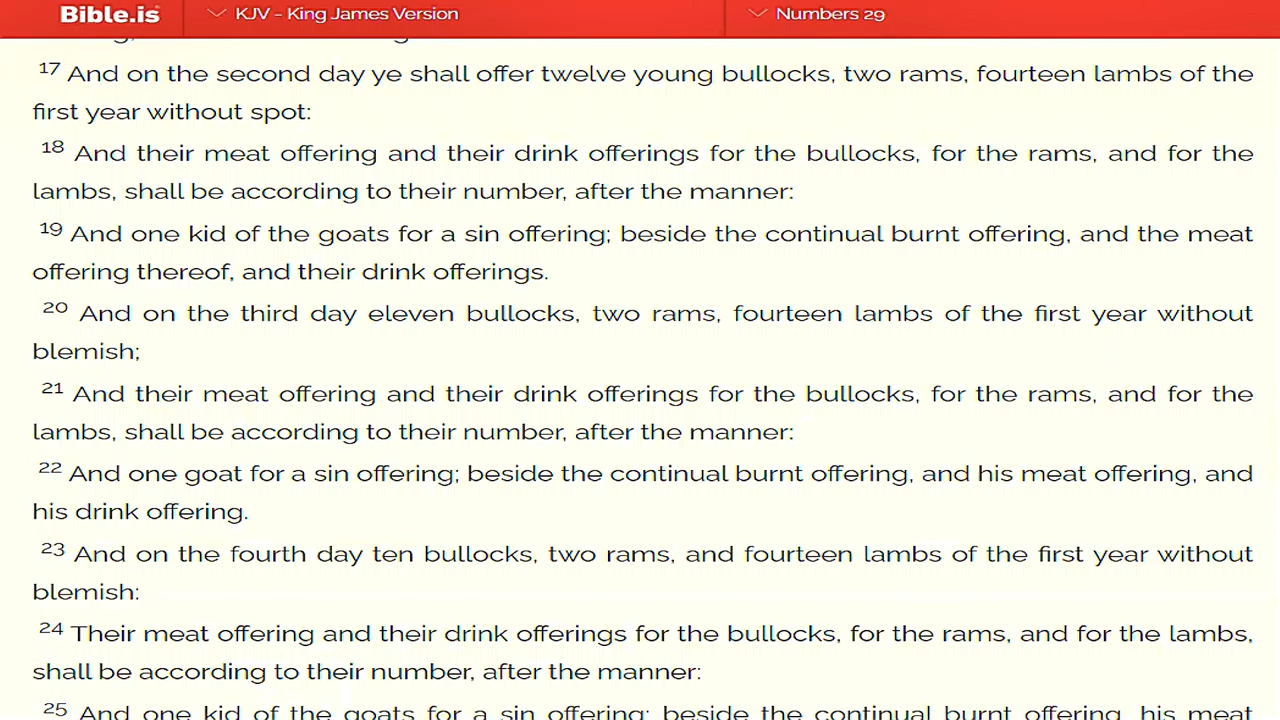 Bible.is KJV - King James Version Numbers 29
17 And on the second day ye shall offer twelve young bullocks, two rams, fourteen lambs of the
first year without spot:
18 And their meat offering and their drink offerings for the bullocks, for the rams, and for the
lambs, shall be according to their number, after the manner:
19 And one kid of the goats for a sin offering; beside the continual burnt offering, and the meat
offering thereof, and their drink offerings.
20 And on the third day eleven bullocks, two rams, fourteen lambs of the first year without
blemish;
21 And their meat offering and their drink offerings for the bullocks, for the rams, and for the
lambs, shall be according to their number, after the manner:
22 And one goat for a sin offering; beside the continual burnt offering, and his meat offering, and
his drink offering.
23 And on the fourth day ten bullocks, two rams, and fourteen lambs of the first year without
blemish:
24 Their meat offering and their drink offerings for the bullocks, for the rams, and for the lambs,
shall be according to their number, after the manner:
25 And one kid of the goats for a sin offering; beside the continual burnt offering, his meat